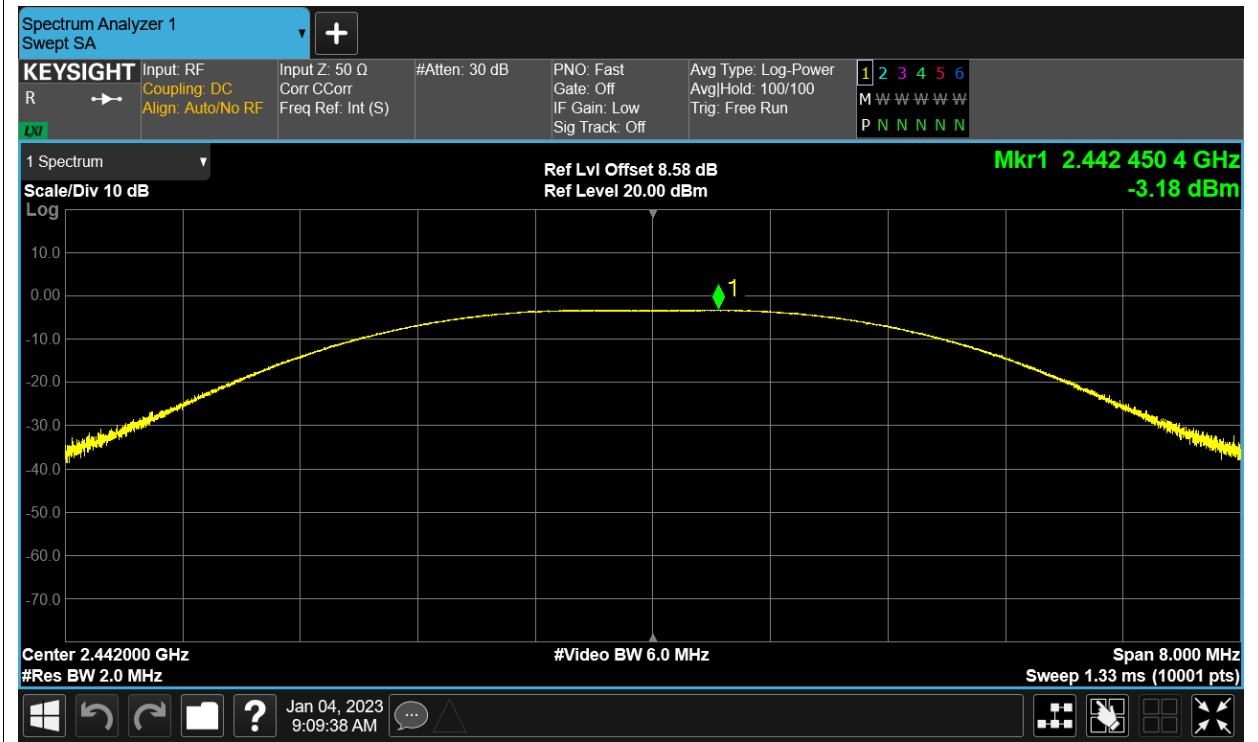 Spectrum Analyzer 1
Swept SA
KEYSIGHT
R
LXI
Input: RF
Coupling: DC
Align: Auto/No RF
Input Z: 50 Ω
Corr CCorr
Freq Ref: Int (S)
#Atten: 30 dB
PNO: Fast
Gate: Off
IF Gain: Low
Sig Track: Off
Avg Type: Log-Power
Avg|Hold: 100/100
Trig: Free Run
1 2 3 4 5 6
M W W W W W W
P N N N N N N
1 Spectrum
Scale/Div 10 dB
Log
Ref Lvl Offset 8.58 dB
Ref Level 20.00 dBm
Mkr1 2.442 450 4 GHz
-3.18 dBm
1
10.0
0.00
-10.0
-20.0
-30.0
-40.0
-50.0
-60.0
-70.0
Center 2.442000 GHz
#Video BW 6.0 MHz
Span 8.000 MHz
#Res BW 2.0 MHz
Sweep 1.33 ms (10001 pts)
?
Jan 04, 2023
9:09:38 AM